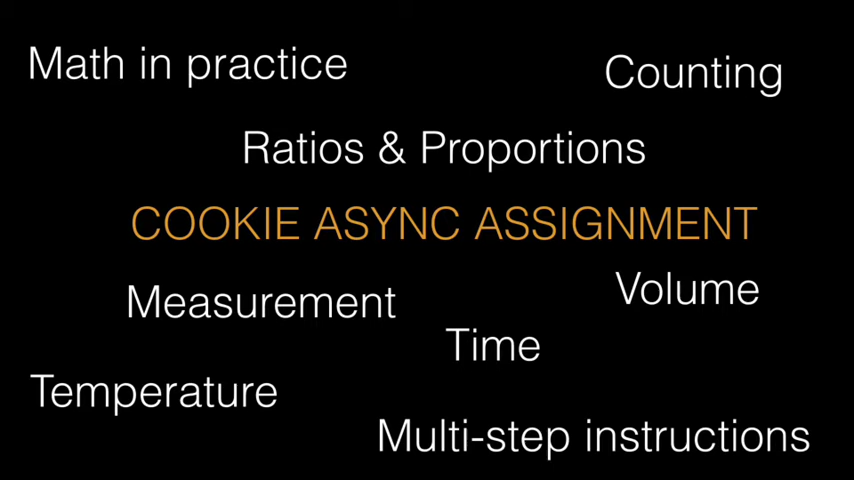 Math in practice
Counting
Ratios & Proportions
COOKIE ASYNC ASSIGNMENT
Measurement
Volume
Time
Temperature
Multi-step instructions